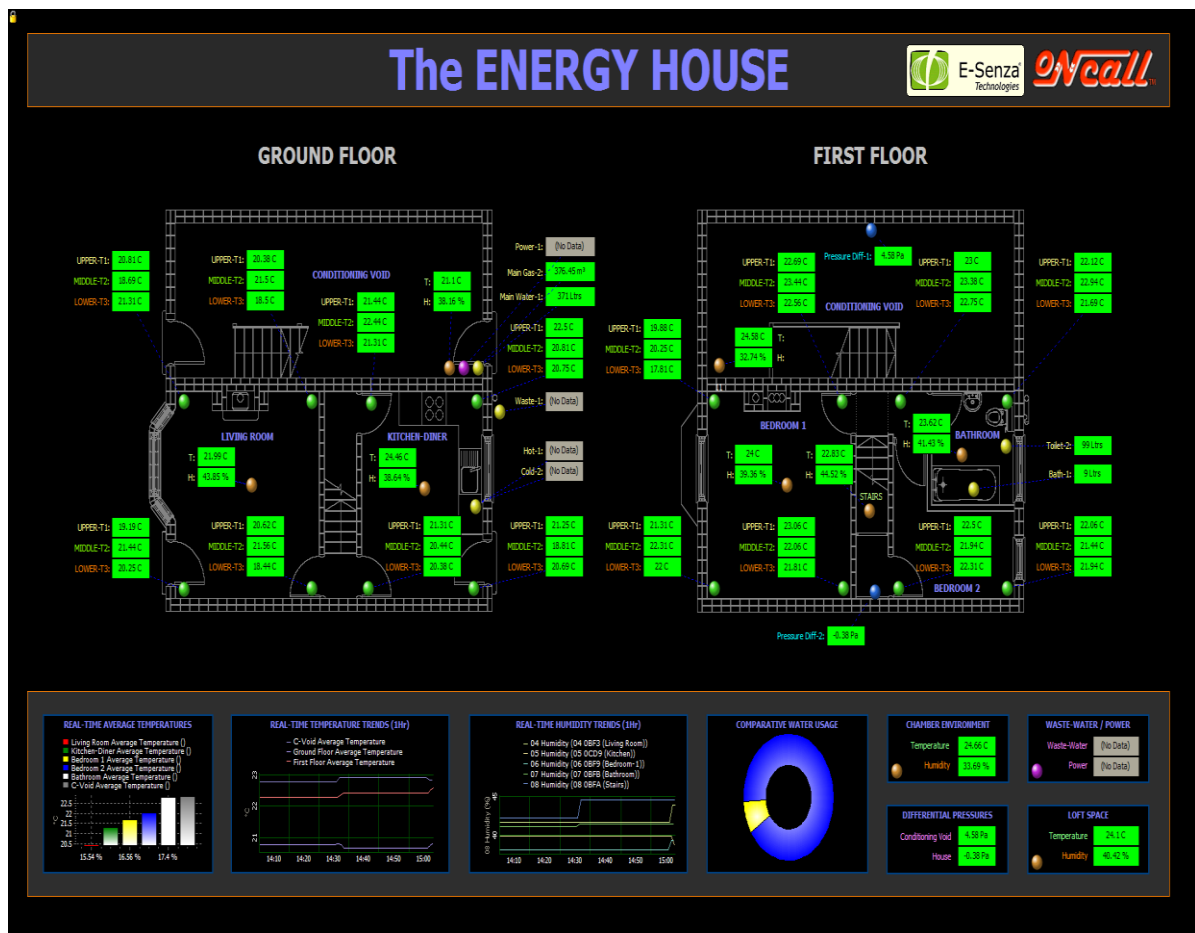 The ENERGY HOUSE
E-Senza
Technologies
ONcall
GROUND FLOOR
FIRST FLOOR
UPPER-T1: 20.81 C
MIDDLE-T2: 18.69 C
LOWER-T3: 21.31 C
UPPER-T1: 20.38 C
MIDDLE-T2: 21.5 C
LOWER-T3: 18.5 C
CONDITIONING VOID
UPPER-T1: 21.44 C
MIDDLE-T2: 22.44 C
LOWER-T3: 21.31 C
T: 21.1 C
H: 38.16 %
Power-1: (No Data)
Main Gas-2: 376.45 m³
Main Water-1: 371 Ltrs
UPPER-T1: 22.5 C
MIDDLE-T2: 20.81 C
LOWER-T3: 20.75 C
Waste-1: (No Data)
Hot-1: (No Data)
Cold-2: (No Data)
LIVING ROOM
T: 21.99 C
H: 43.85 %
KITCHEN-DINER
T: 24.46 C
H: 38.64 %
UPPER-T1: 19.19 C
MIDDLE-T2: 21.44 C
LOWER-T3: 20.25 C
UPPER-T1: 20.62 C
MIDDLE-T2: 21.56 C
LOWER-T3: 18.44 C
UPPER-T1: 21.31 C
MIDDLE-T2: 20.44 C
LOWER-T3: 20.38 C
UPPER-T1: 21.25 C
MIDDLE-T2: 18.81 C
LOWER-T3: 20.69 C
UPPER-T1: 19.88 C
MIDDLE-T2: 20.25 C
LOWER-T3: 17.81 C
UPPER-T1: 22.69 C
MIDDLE-T2: 23.44 C
LOWER-T3: 22.56 C
Pressure Diff-1: 4.58 Pa
CONDITIONING VOID
UPPER-T1: 23 C
MIDDLE-T2: 23.38 C
LOWER-T3: 22.75 C
UPPER-T1: 22.12 C
MIDDLE-T2: 22.94 C
LOWER-T3: 21.69 C
24.58 C T:
32.74 % H:
BEDROOM 1
T: 24 C
H: 39.36 %
T: 22.83 C
H: 44.52 %
STAIRS
T: 23.62 C
H: 41.43 %
BATHROOM
Toilet-2: 99 Ltrs
Bath-1: 9 Ltrs
UPPER-T1: 21.31 C
MIDDLE-T2: 22.31 C
LOWER-T3: 22 C
UPPER-T1: 23.06 C
MIDDLE-T2: 22.06 C
LOWER-T3: 21.81 C
UPPER-T1: 22.5 C
MIDDLE-T2: 21.94 C
LOWER-T3: 22.31 C
BEDROOM 2
UPPER-T1: 22.06 C
MIDDLE-T2: 21.44 C
LOWER-T3: 21.94 C
Pressure Diff-2: -0.38 Pa
REAL-TIME AVERAGE TEMPERATURES
Living Room Average Temperature ()
Kitchen-Diner Average Temperature ()
Bedroom 1 Average Temperature ()
Bedroom 2 Average Temperature ()
Bathroom Average Temperature ()
C-Void Average Temperature ()
°C
22.5
22
21.5
21
20.5
15.54 % 16.56 % 17.4 %
REAL-TIME TEMPERATURE TRENDS (1Hr)
C-Void Average Temperature
Ground Floor Average Temperature
First Floor Average Temperature
°C
23
22
21
14:10 14:20 14:30 14:40 14:50 15:00
REAL-TIME HUMIDITY TRENDS (1Hr)
04 Humidity (04 0BF3 (Living Room))
05 Humidity (05 0CD9 (Kitchen))
06 Humidity (06 0BF9 (Bedroom-1))
07 Humidity (07 0BFB (Bathroom))
08 Humidity (08 0BFA (Stairs))
08 Humidity (%)
45
40
14:10 14:20 14:30 14:40 14:50 15:00
COMPARATIVE WATER USAGE
CHAMBER ENVIRONMENT
Temperature 24.66 C
Humidity 33.69 %
WASTE-WATER / POWER
Waste-Water (No Data)
Power (No Data)
DIFFERENTIAL PRESSURES
Conditioning Void 4.58 Pa
House -0.38 Pa
LOFT SPACE
Temperature 24.1 C
Humidity 40.42 %